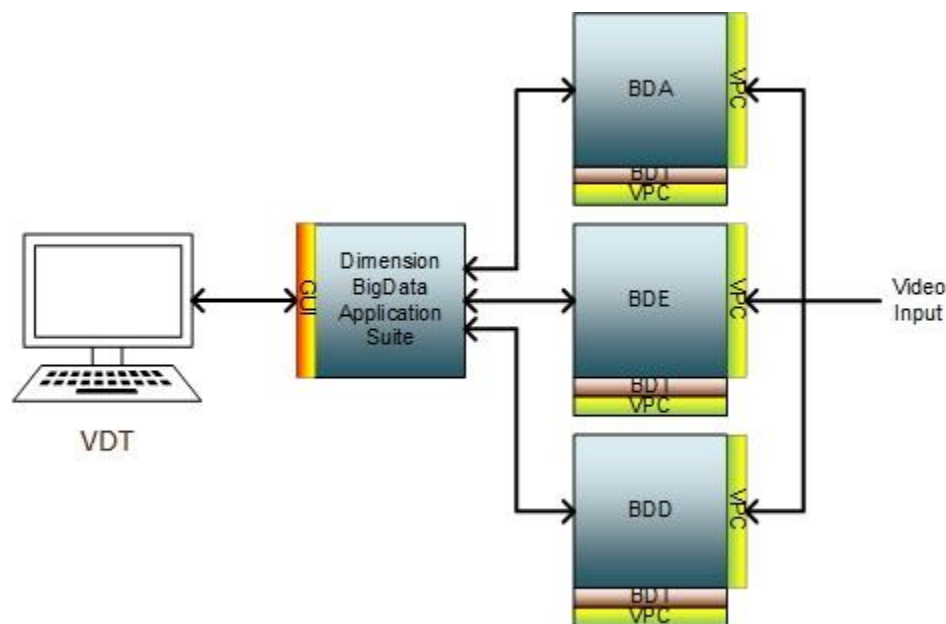 BDA
VPC
BDT
VPC
Dimension
BigData
Application
Suite
GUI
BDE
VPC
BDT
VPC
Video
Input
VDT
BDD
VPC
BDT
VPC